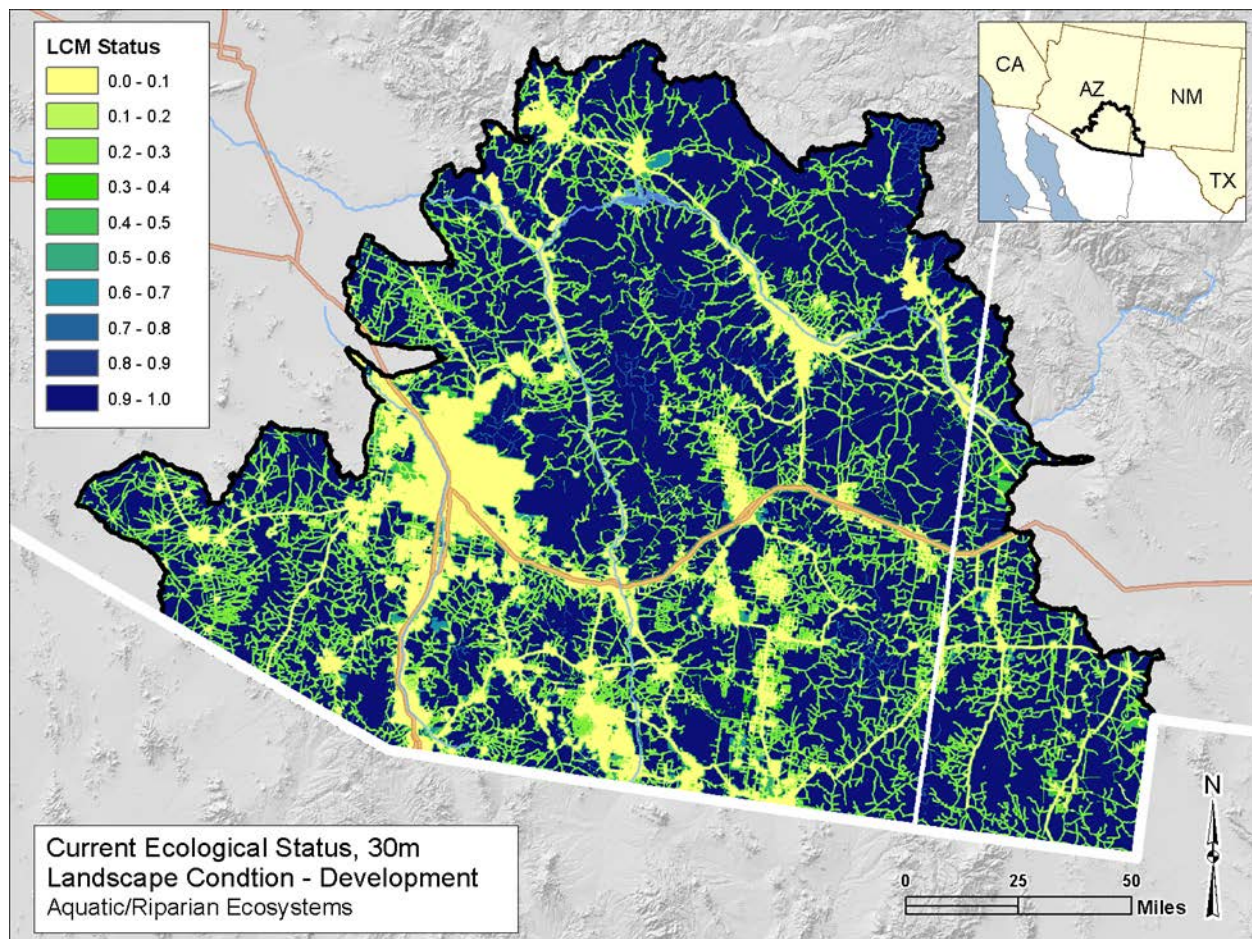 LCM Status
0.0 - 0.1
0.1 - 0.2
0.2 - 0.3
0.3 - 0.4
0.4 - 0.5
0.5 - 0.6
0.6 - 0.7
0.7 - 0.8
0.8 - 0.9
0.9 - 1.0
CA
AZ
NM
TX
Current Ecological Status, 30m
Landscape Condtion - Development
Aquatic/Riparian Ecosystems
N
0 25 50
Miles